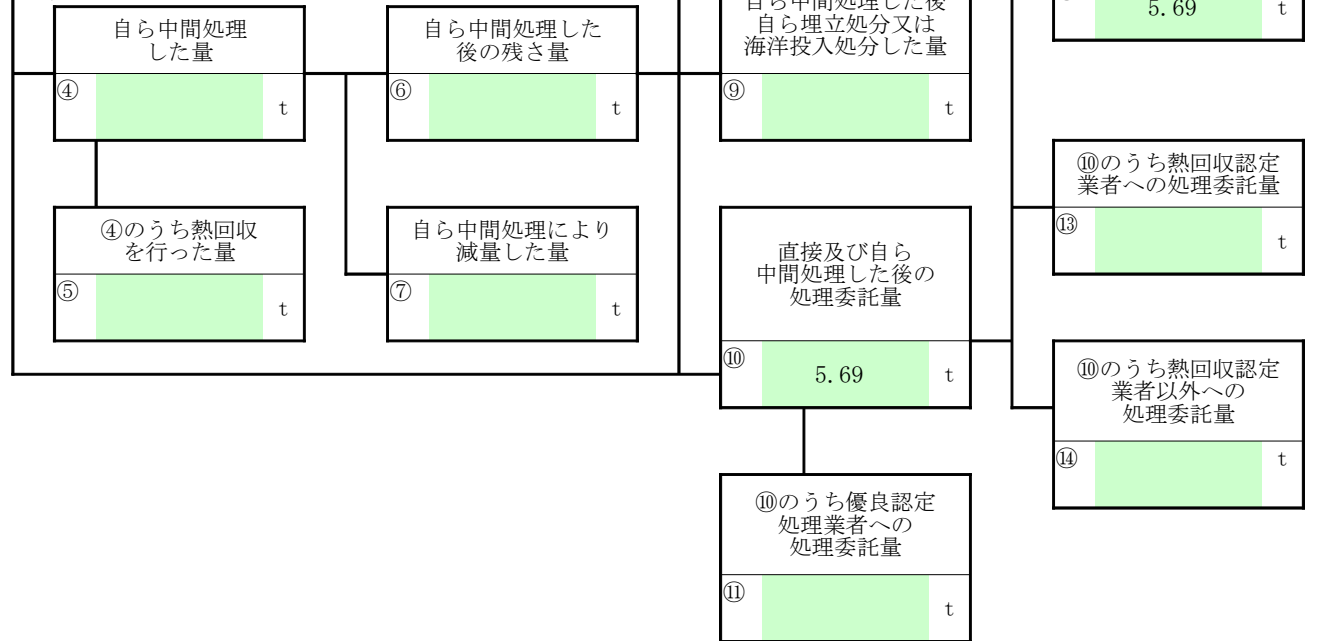 自ら中間処理した後
自ら埋立処分又は
海洋投入処分した量
5.69 t
自ら中間処理
した量
④ t
自ら中間処理した
後の残さ量
⑥ t
⑨ t
⑩のうち熱回収認定
業者への処理委託量
⑬ t
④のうち熱回収
を行った量
⑤ t
自ら中間処理により
減量した量
⑦ t
直接及び自ら
中間処理した後の
処理委託量
⑩ 5.69 t
⑩のうち熱回収認定
業者以外への
処理委託量
⑭ t
⑩のうち優良認定
処理業者への
処理委託量
⑪ t